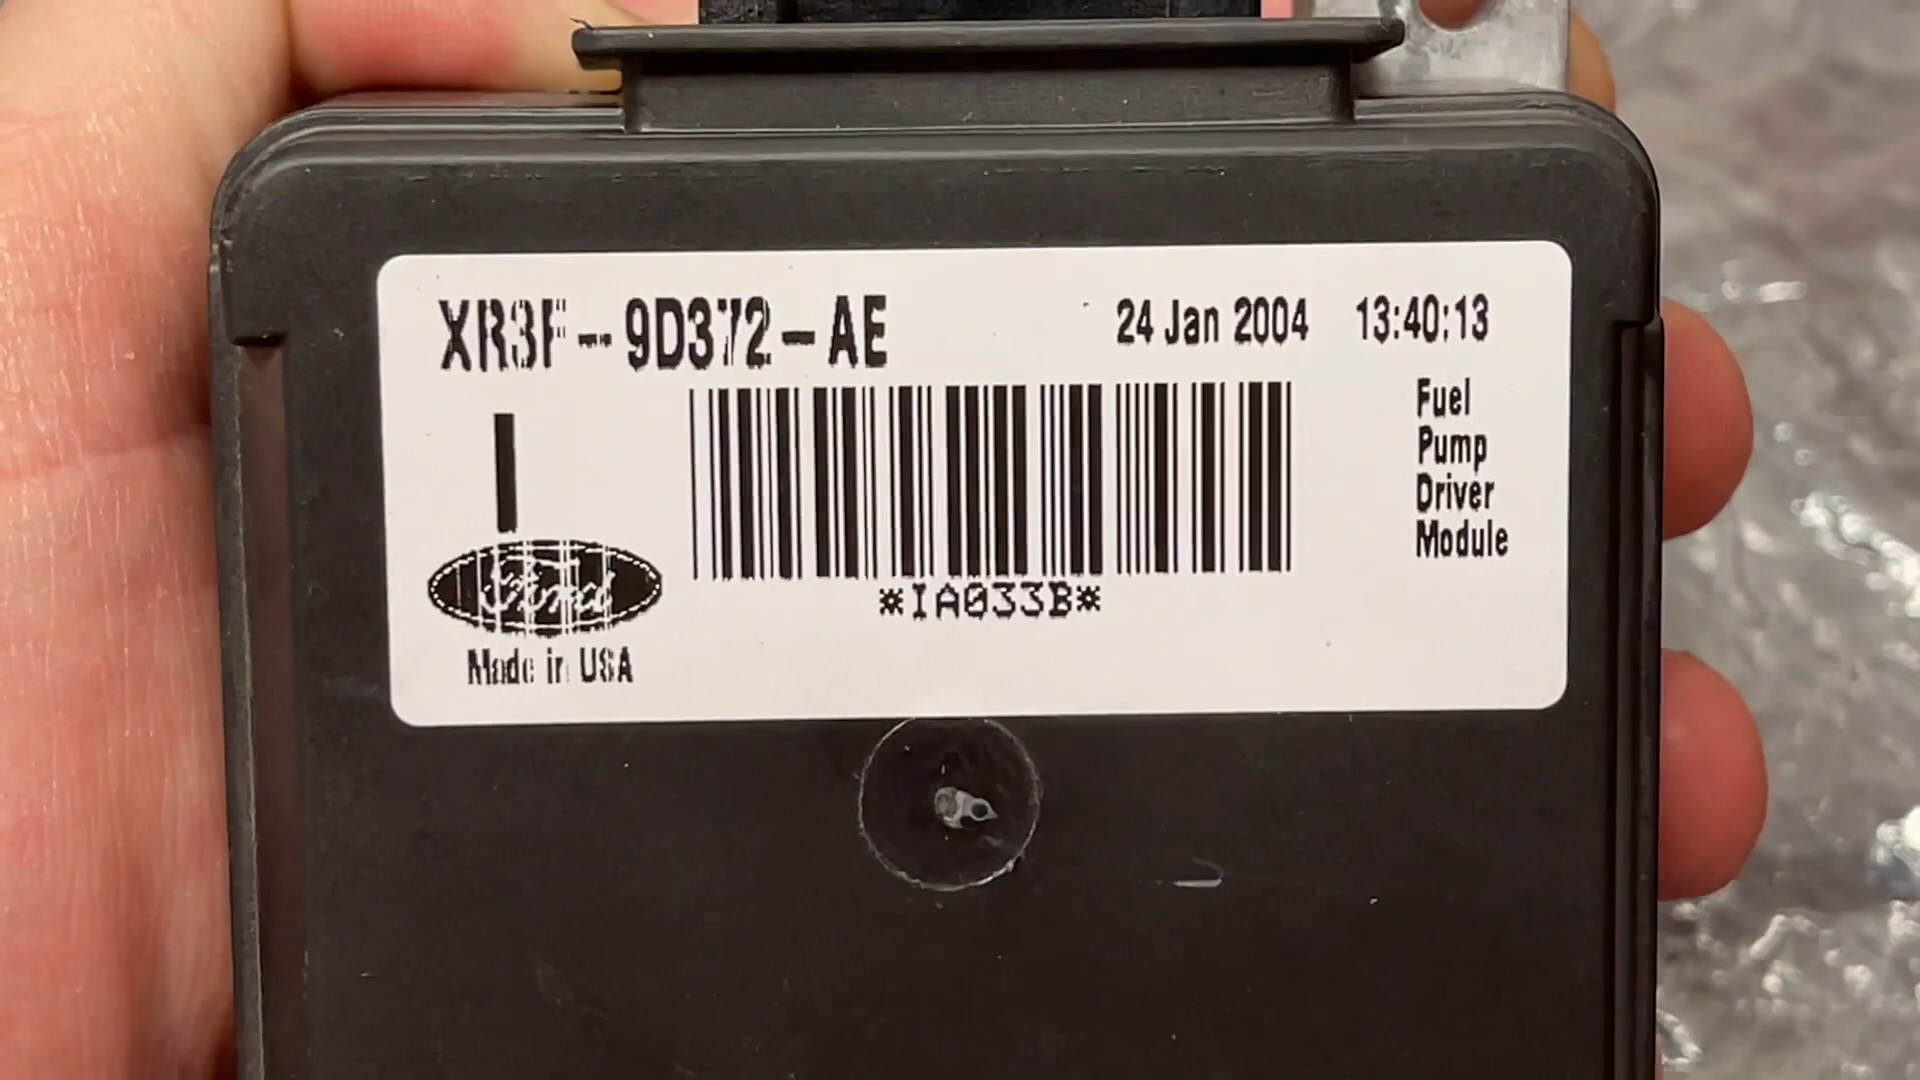 XR3F-9D372-AE
24 Jan 2004 13:40:13
Fuel
Pump
Driver
Module
I
*IA033B*
Ford
Made in USA